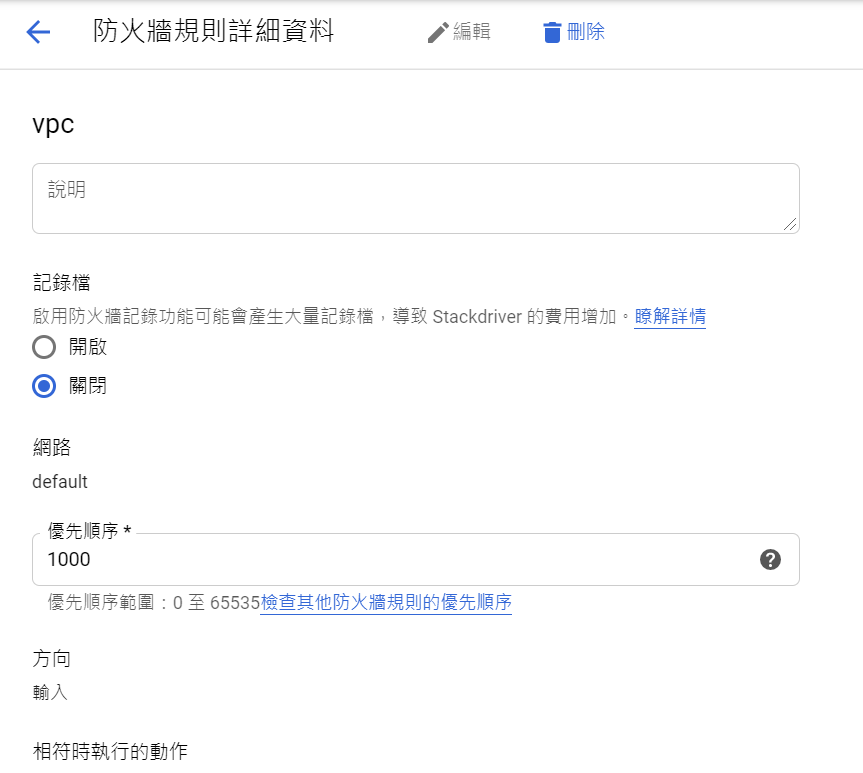 防火牆規則詳細資料
編輯
刪除
vpc
說明
記錄檔
啟用防火牆記錄功能可能會產生大量記錄檔，導致 Stackdriver 的費用增加。瞭解詳情
開啟
關閉
網路
default
優先順序 *
1000
優先順序範圍：0 至 65535檢查其他防火牆規則的優先順序
方向
輸入
相符時執行的動作